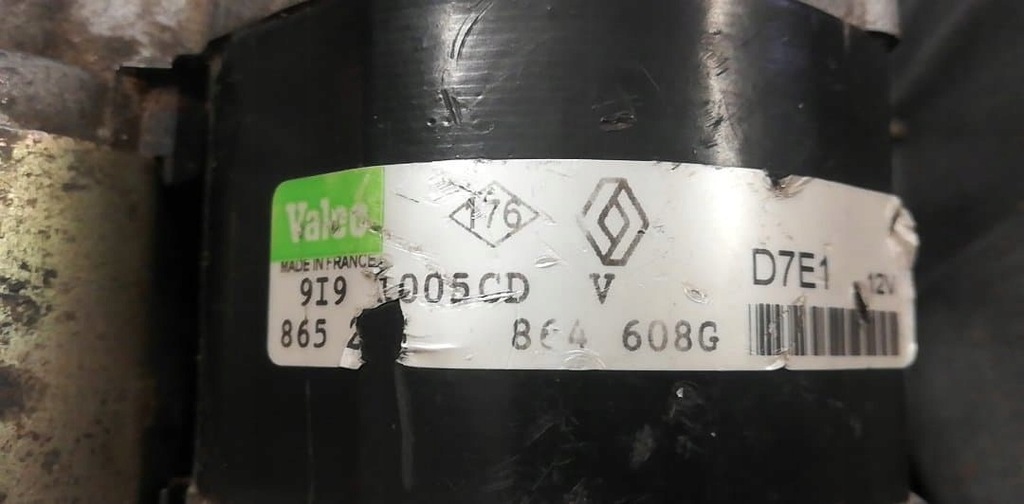 Valeo
176
MADE IN FRANCE
9I9 1005CD V
D7E1 12V
865 864 608G